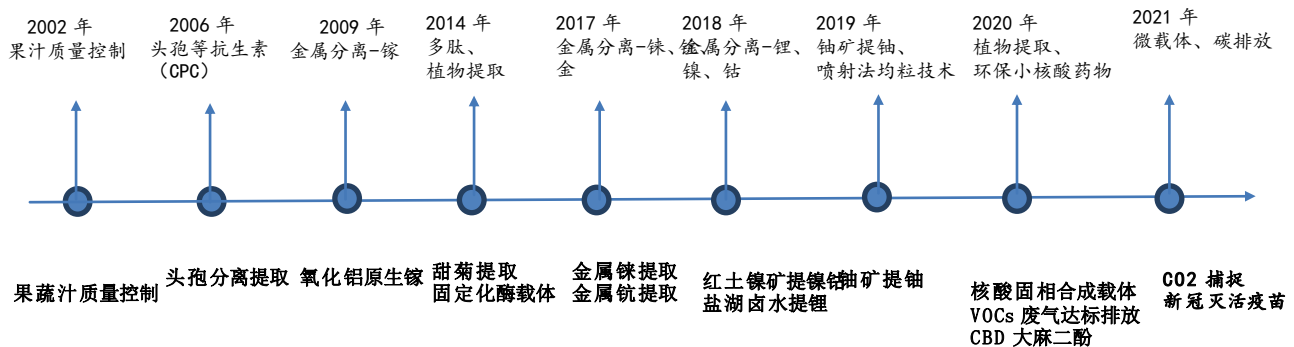 2002 年
果汁质量控制
2006 年
头孢等抗生素
（CPC）
2009 年
金属分离-镓
2014 年
多肽、
植物提取
2017 年
金属分离-铼、
金
2018 年
金属分离-锂、
镍、钴
2019 年
铀矿提铀、
喷射法均粒技术
2020 年
植物提取、
环保小核酸药物
2021 年
微载体、碳排放
果蔬汁质量控制
头孢分离提取
氧化铝原生镓
甜菊提取
固定化酶载体
金属铼提取
金属钪提取
红土镍矿提镍钴
盐湖卤水提锂
铀矿提铀
核酸固相合成载体
VOCs 废气达标排放
CBD 大麻二酚
CO2 捕捉
新冠灭活疫苗